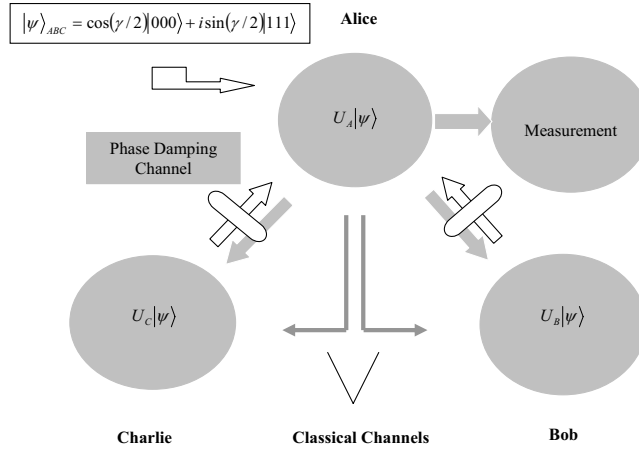 |ψ⟩_ABC = cos(γ/2)|000⟩ + i sin(γ/2)|111⟩
Alice
U_A|ψ⟩
Measurement
Phase Damping
Channel
U_C|ψ⟩
U_B|ψ⟩
Charlie
Classical Channels
Bob